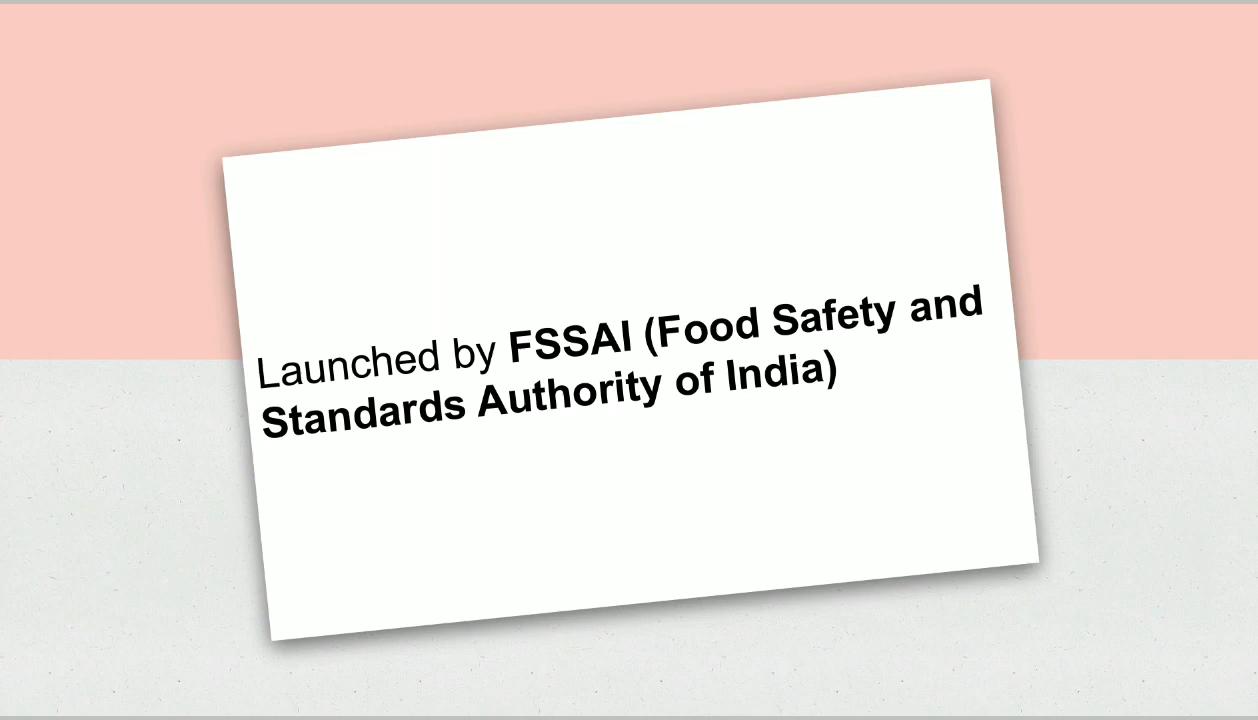 Launched by FSSAI (Food Safety and
Standards Authority of India)